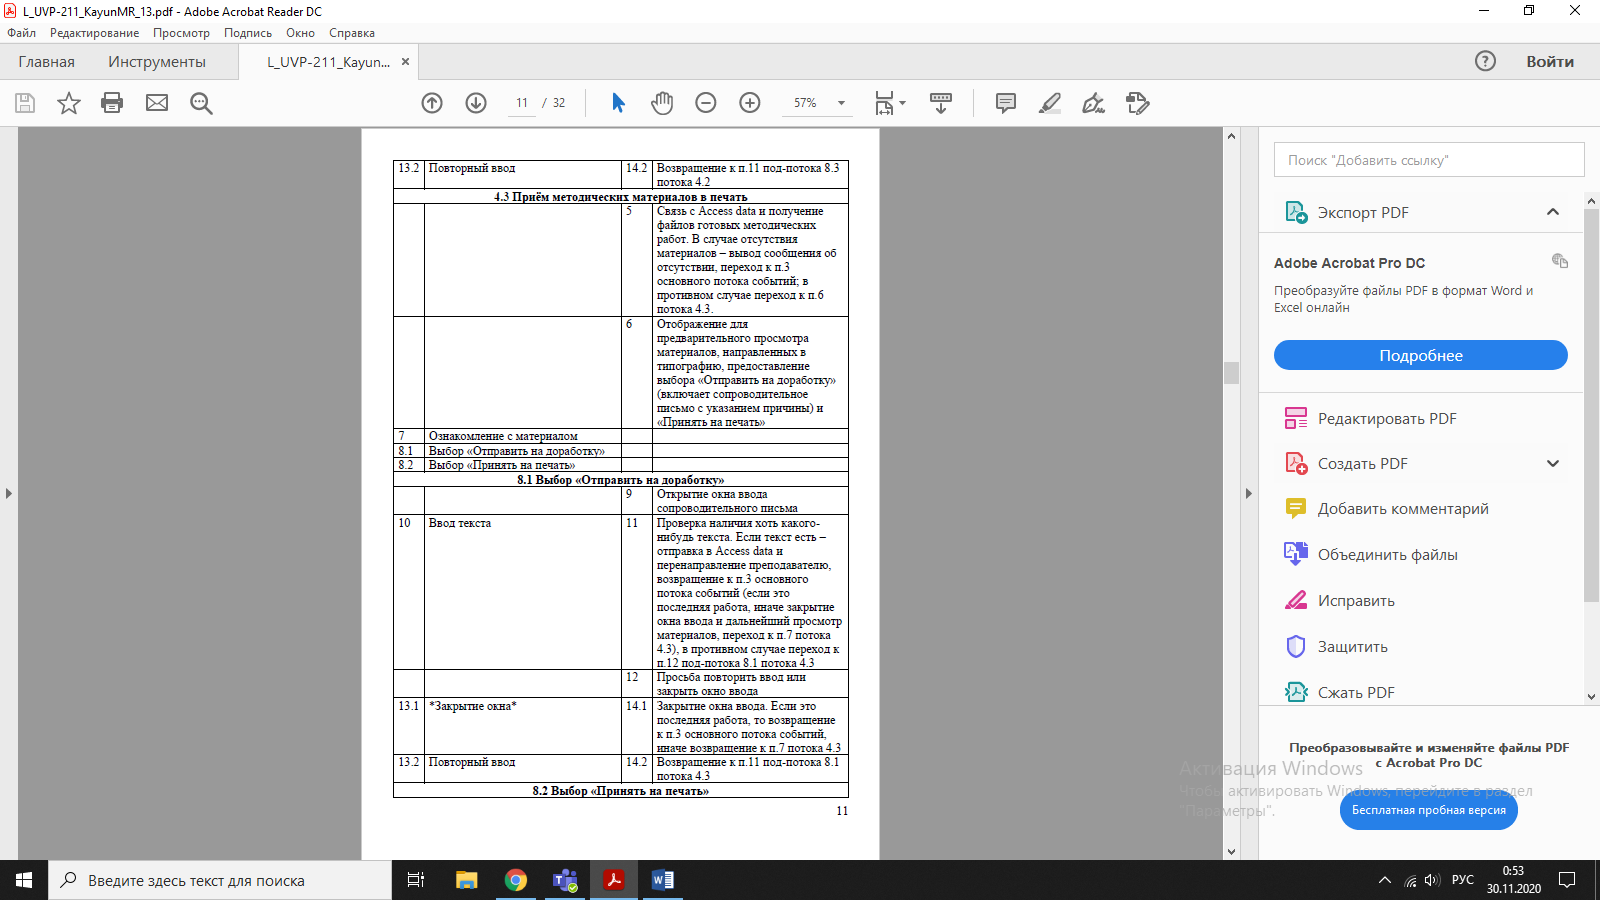 L_UVP-211_KayunMR_13.pdf - Adobe Acrobat Reader DC
Файл Редактирование Просмотр Подпись Окно Справка
Главная Инструменты L_UVP-211_Kayun... ×
? Войти
11 / 32 57%
13.2 Повторный ввод 14.2 Возвращение к п.11 под-потока 8.3
потока 4.2
4.3 Приём методических материалов в печать
5 Связь с Access data и получение
файлов готовых методических
работ. В случае отсутствия
материалов – вывод сообщения об
отсутствии, переход к п.3
основного потока событий; в
противном случае переход к п.6
потока 4.3.
6 Отображение для
предварительного просмотра
материалов, направленных в
типографию, предоставление
выбора «Отправить на доработку»
(включает сопроводительное
письмо с указанием причины) и
«Принять на печать»
7 Ознакомление с материалом
8.1 Выбор «Отправить на доработку»
8.2 Выбор «Принять на печать»
8.1 Выбор «Отправить на доработку»
9 Открытие окна ввода
сопроводительного письма
10 Ввод текста 11 Проверка наличия хоть какого-
нибудь текста. Если текст есть –
отправка в Access data и
перенаправление преподавателю,
возвращение к п.3 основного
потока событий (если это
последняя работа, иначе закрытие
окна ввода и дальнейший просмотр
материалов, переход к п.7 потока
4.3), в противном случае переход к
п.12 под-потока 8.1 потока 4.3
12 Просьба повторить ввод или
закрыть окно ввода
13.1 *Закрытие окна* 14.1 Закрытие окна ввода. Если это
последняя работа, то возвращение
к п.3 основного потока событий,
иначе возвращение к п.7 потока 4.3
13.2 Повторный ввод 14.2 Возвращение к п.11 под-потока 8.1
потока 4.3
8.2 Выбор «Принять на печать»
11
Поиск "Добавить ссылку"
Экспорт PDF
Adobe Acrobat Pro DC
Преобразуйте файлы PDF в формат Word и
Excel онлайн
Подробнее
Редактировать PDF
Создать PDF
Добавить комментарий
Объединить файлы
Исправить
Защитить
Сжать PDF
Преобразовывайте и изменяйте файлы PDF
с Acrobat Pro DC
Активация Windows
Чтобы активировать Windows, перейдите в раздел
"Параметры".
Бесплатная пробная версия
Введите здесь текст для поиска
РУС
0:53
30.11.2020